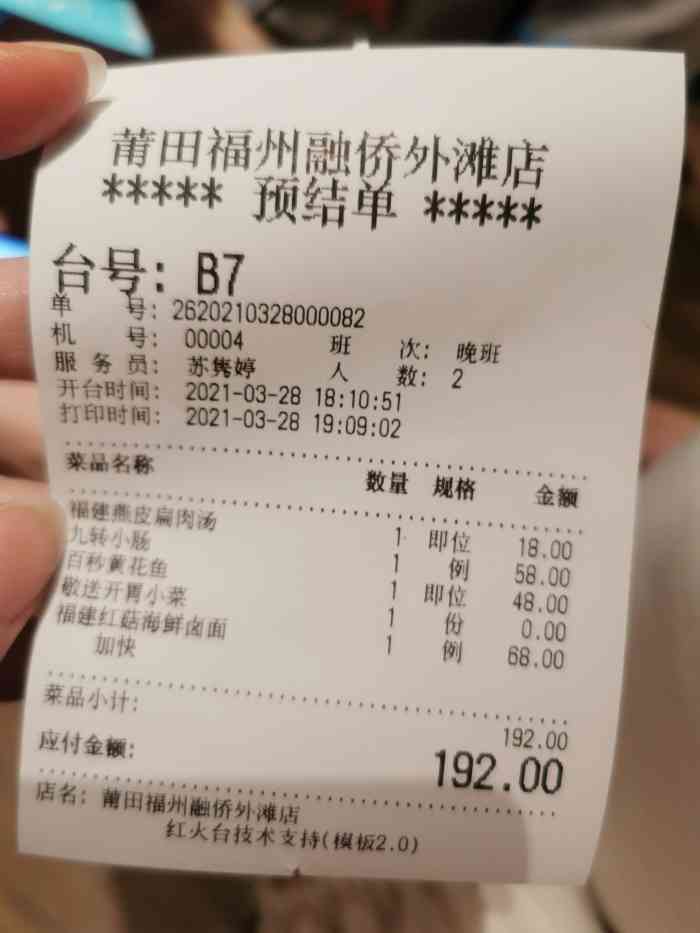 莆田福州融侨外滩店
***** 预结单 *****
台号: B7
单 号: 2620210328000082
机 号: 00004 班 次: 晚班
服务员: 苏隽婷 人 数: 2
开台时间: 2021-03-28 18:10:51
打印时间: 2021-03-28 19:09:02
菜品名称 数量 规格 金额
福建燕皮扁肉汤 1 即位 18.00
九转小肠 1 例 58.00
百秒黄花鱼 1 即位 48.00
敬送开胃小菜 1 份 0.00
福建红菇海鲜卤面 1 例 68.00
加快
菜品小计: 192.00
应付金额: 192.00
店名: 莆田福州融侨外滩店
红火台技术支持(模板2.0)